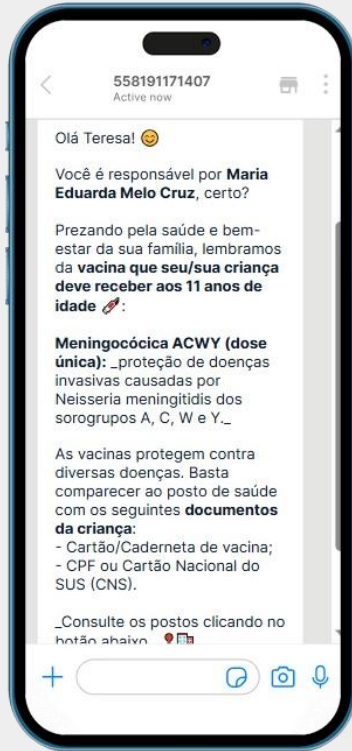 558191171407
Active now
Olá Teresa! 😊
Você é responsável por Maria
Eduarda Melo Cruz, certo?
Prezando pela saúde e bem-
estar da sua família, lembramos
da vacina que seu/sua criança
deve receber aos 11 anos de
idade 💉:
Meningocócica ACWY (dose
única): _proteção de doenças
invasivas causadas por
Neisseria meningitidis dos
sorogrupos A, C, W e Y._
As vacinas protegem contra
diversas doenças. Basta
comparecer ao posto de saúde
com os seguintes documentos
da criança:
- Cartão/Caderneta de vacina;
- CPF ou Cartão Nacional do
SUS (CNS).
_Consulte os postos clicando no
botão abaixo